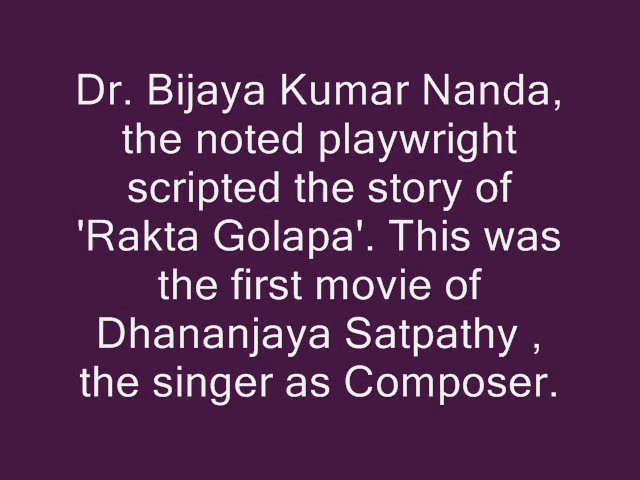 Dr. Bijaya Kumar Nanda,
the noted playwright
scripted the story of
'Rakta Golapa'. This was
the first movie of
Dhananjaya Satpathy ,
the singer as Composer.